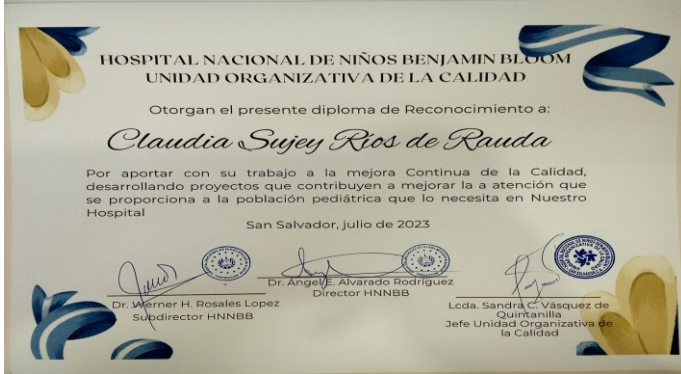 HOSPITAL NACIONAL DE NIÑOS BENJAMIN BLOOM
UNIDAD ORGANIZATIVA DE LA CALIDAD
Otorgan el presente diploma de Reconocimiento a:
Claudia Sujey Ríos de Rauda
Por aportar con su trabajo a la mejora Continua de la Calidad,
desarrollando proyectos que contribuyen a mejorar la a atención que
se proporciona a la población pediátrica que lo necesita en Nuestro
Hospital
San Salvador, julio de 2023
Dr. Werner H. Rosales Lopez
Subdirector HNNBB
Dr. Ángel E. Alvarado Rodríguez
Director HNNBB
Lcda. Sandra C. Vásquez de
Quintanilla
Jefe Unidad Organizativa de
la Calidad